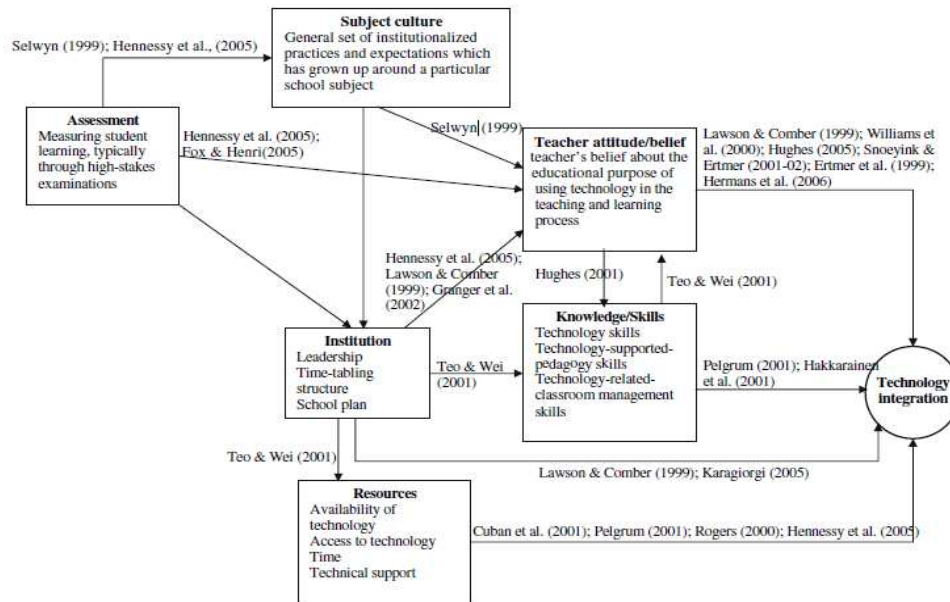 Subject culture
General set of institutionalized
practices and expectations which
has grown up around a particular
school subject
Selwyn (1999); Hennessy et al., (2005)
Assessment
Measuring student
learning, typically
through high-stakes
examinations
Hennessy et al. (2005);
Fox & Henri(2005)
Selwyn (1999)
Teacher attitude/belief
teacher's belief about the
educational purpose of
using technology in the
teaching and learning
process
Lawson & Comber (1999); Williams et
al. (2000); Hughes (2005); Snoeyink &
Ertmer (2001-02); Ertmer et al. (1999);
Hermans et al. (2006)
Hennessy et al. (2005);
Lawson & Comber
(1999); Granger et al.
(2002)
Hughes (2001)
Teo & Wei (2001)
Institution
Leadership
Time-tabling
structure
School plan
Teo & Wei
(2001)
Knowledge/Skills
Technology skills
Technology-supported-
pedagogy skills
Technology-related-
classroom management
skills
Pelgrum (2001); Hakkarainen
et al. (2001)
Technology
integration
Teo & Wei (2001)
Lawson & Comber (1999); Karagiorgi (2005)
Resources
Availability of
technology
Access to technology
Time
Technical support
Cuban et al. (2001); Pelgrum (2001); Rogers (2000); Hennessy et al. (2005)